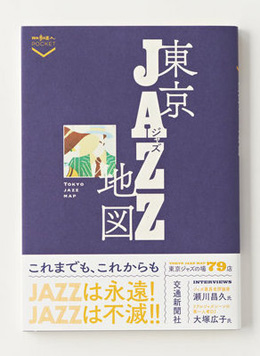 散歩の達人
POCKET
東京
JAZZ
ジャズ
地図
TOKYO
JAZZ
MAP
これまでも、これからも
JAZZは永遠!
JAZZは不滅!!
TOKYO JAZZ MAP
東京ジャズの場79店
交通新聞社
INTERVIEWS
瀬川昌久氏
大塚広子氏